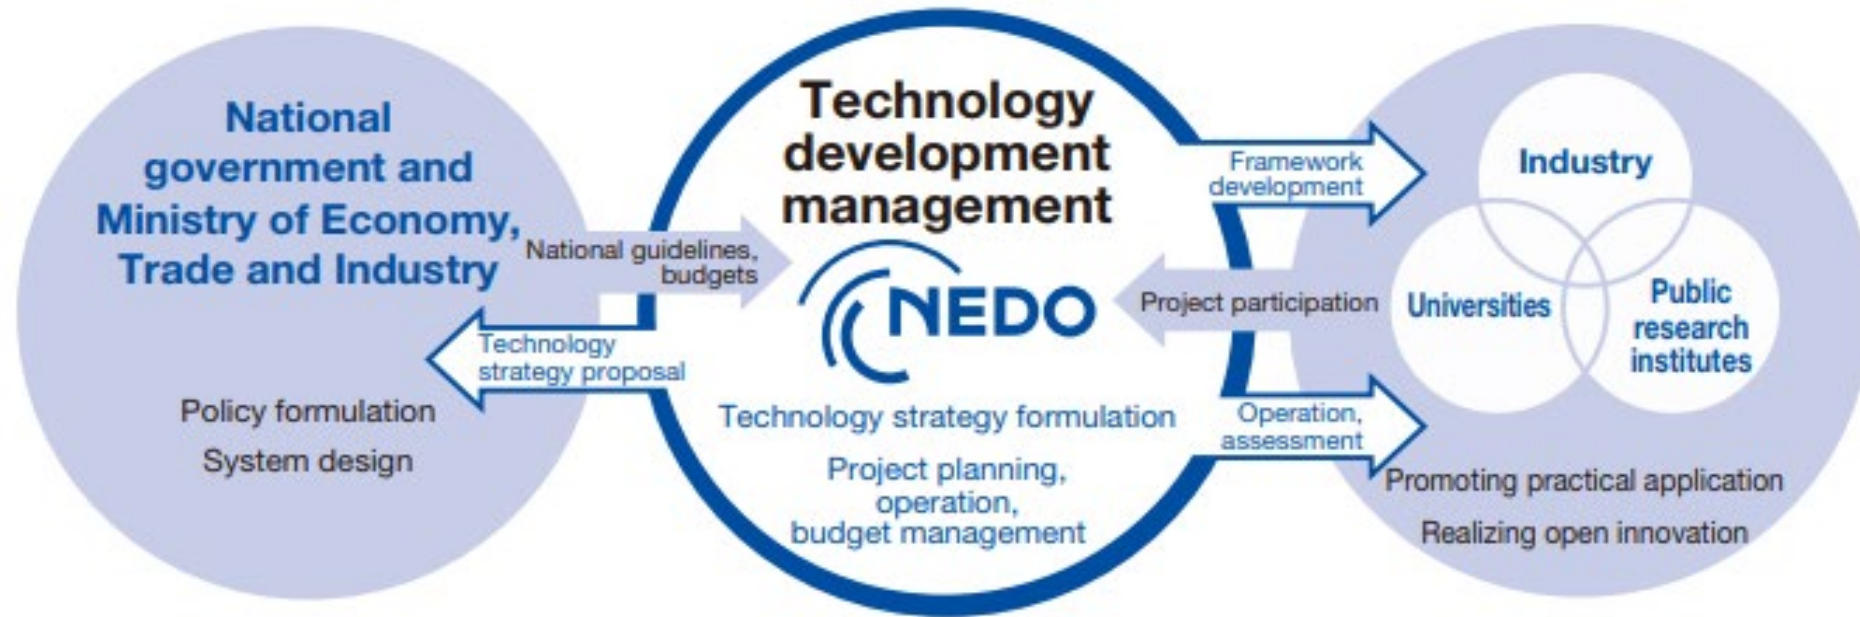 National
government and
Ministry of Economy,
Trade and Industry
National guidelines,
budgets
Technology
strategy proposal
Policy formulation
System design
Technology
development
management
NEDO
Technology strategy formulation
Project planning,
operation,
budget management
Framework
development
Project participation
Operation,
assessment
Industry
Universities
Public
research
institutes
Promoting practical application
Realizing open innovation